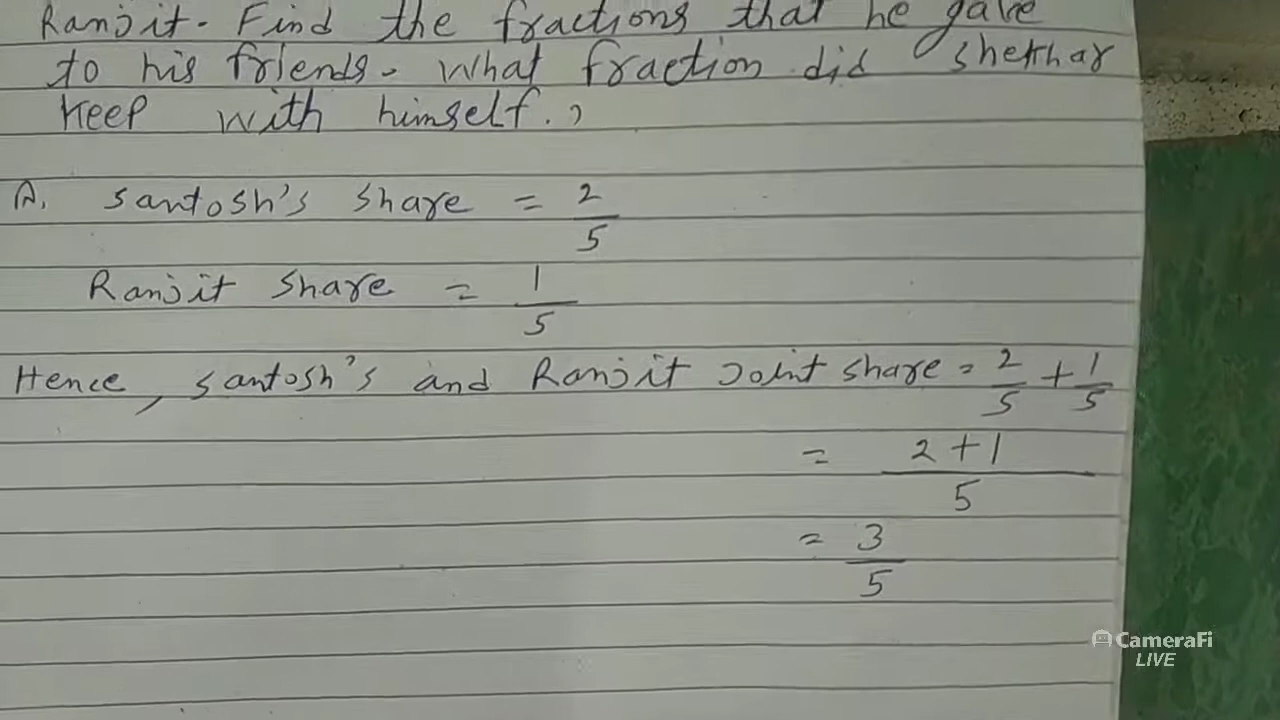 Ranjit. Find the fractions that he gave
to his friends. What fraction did shekhar
keep with himself.?
A. Santosh's share = 2/5
Ranjit share = 1/5
Hence, santosh's and Ranjit Joint share = 2/5 + 1/5
= 2+1/5
= 3/5
CameraFi
LIVE